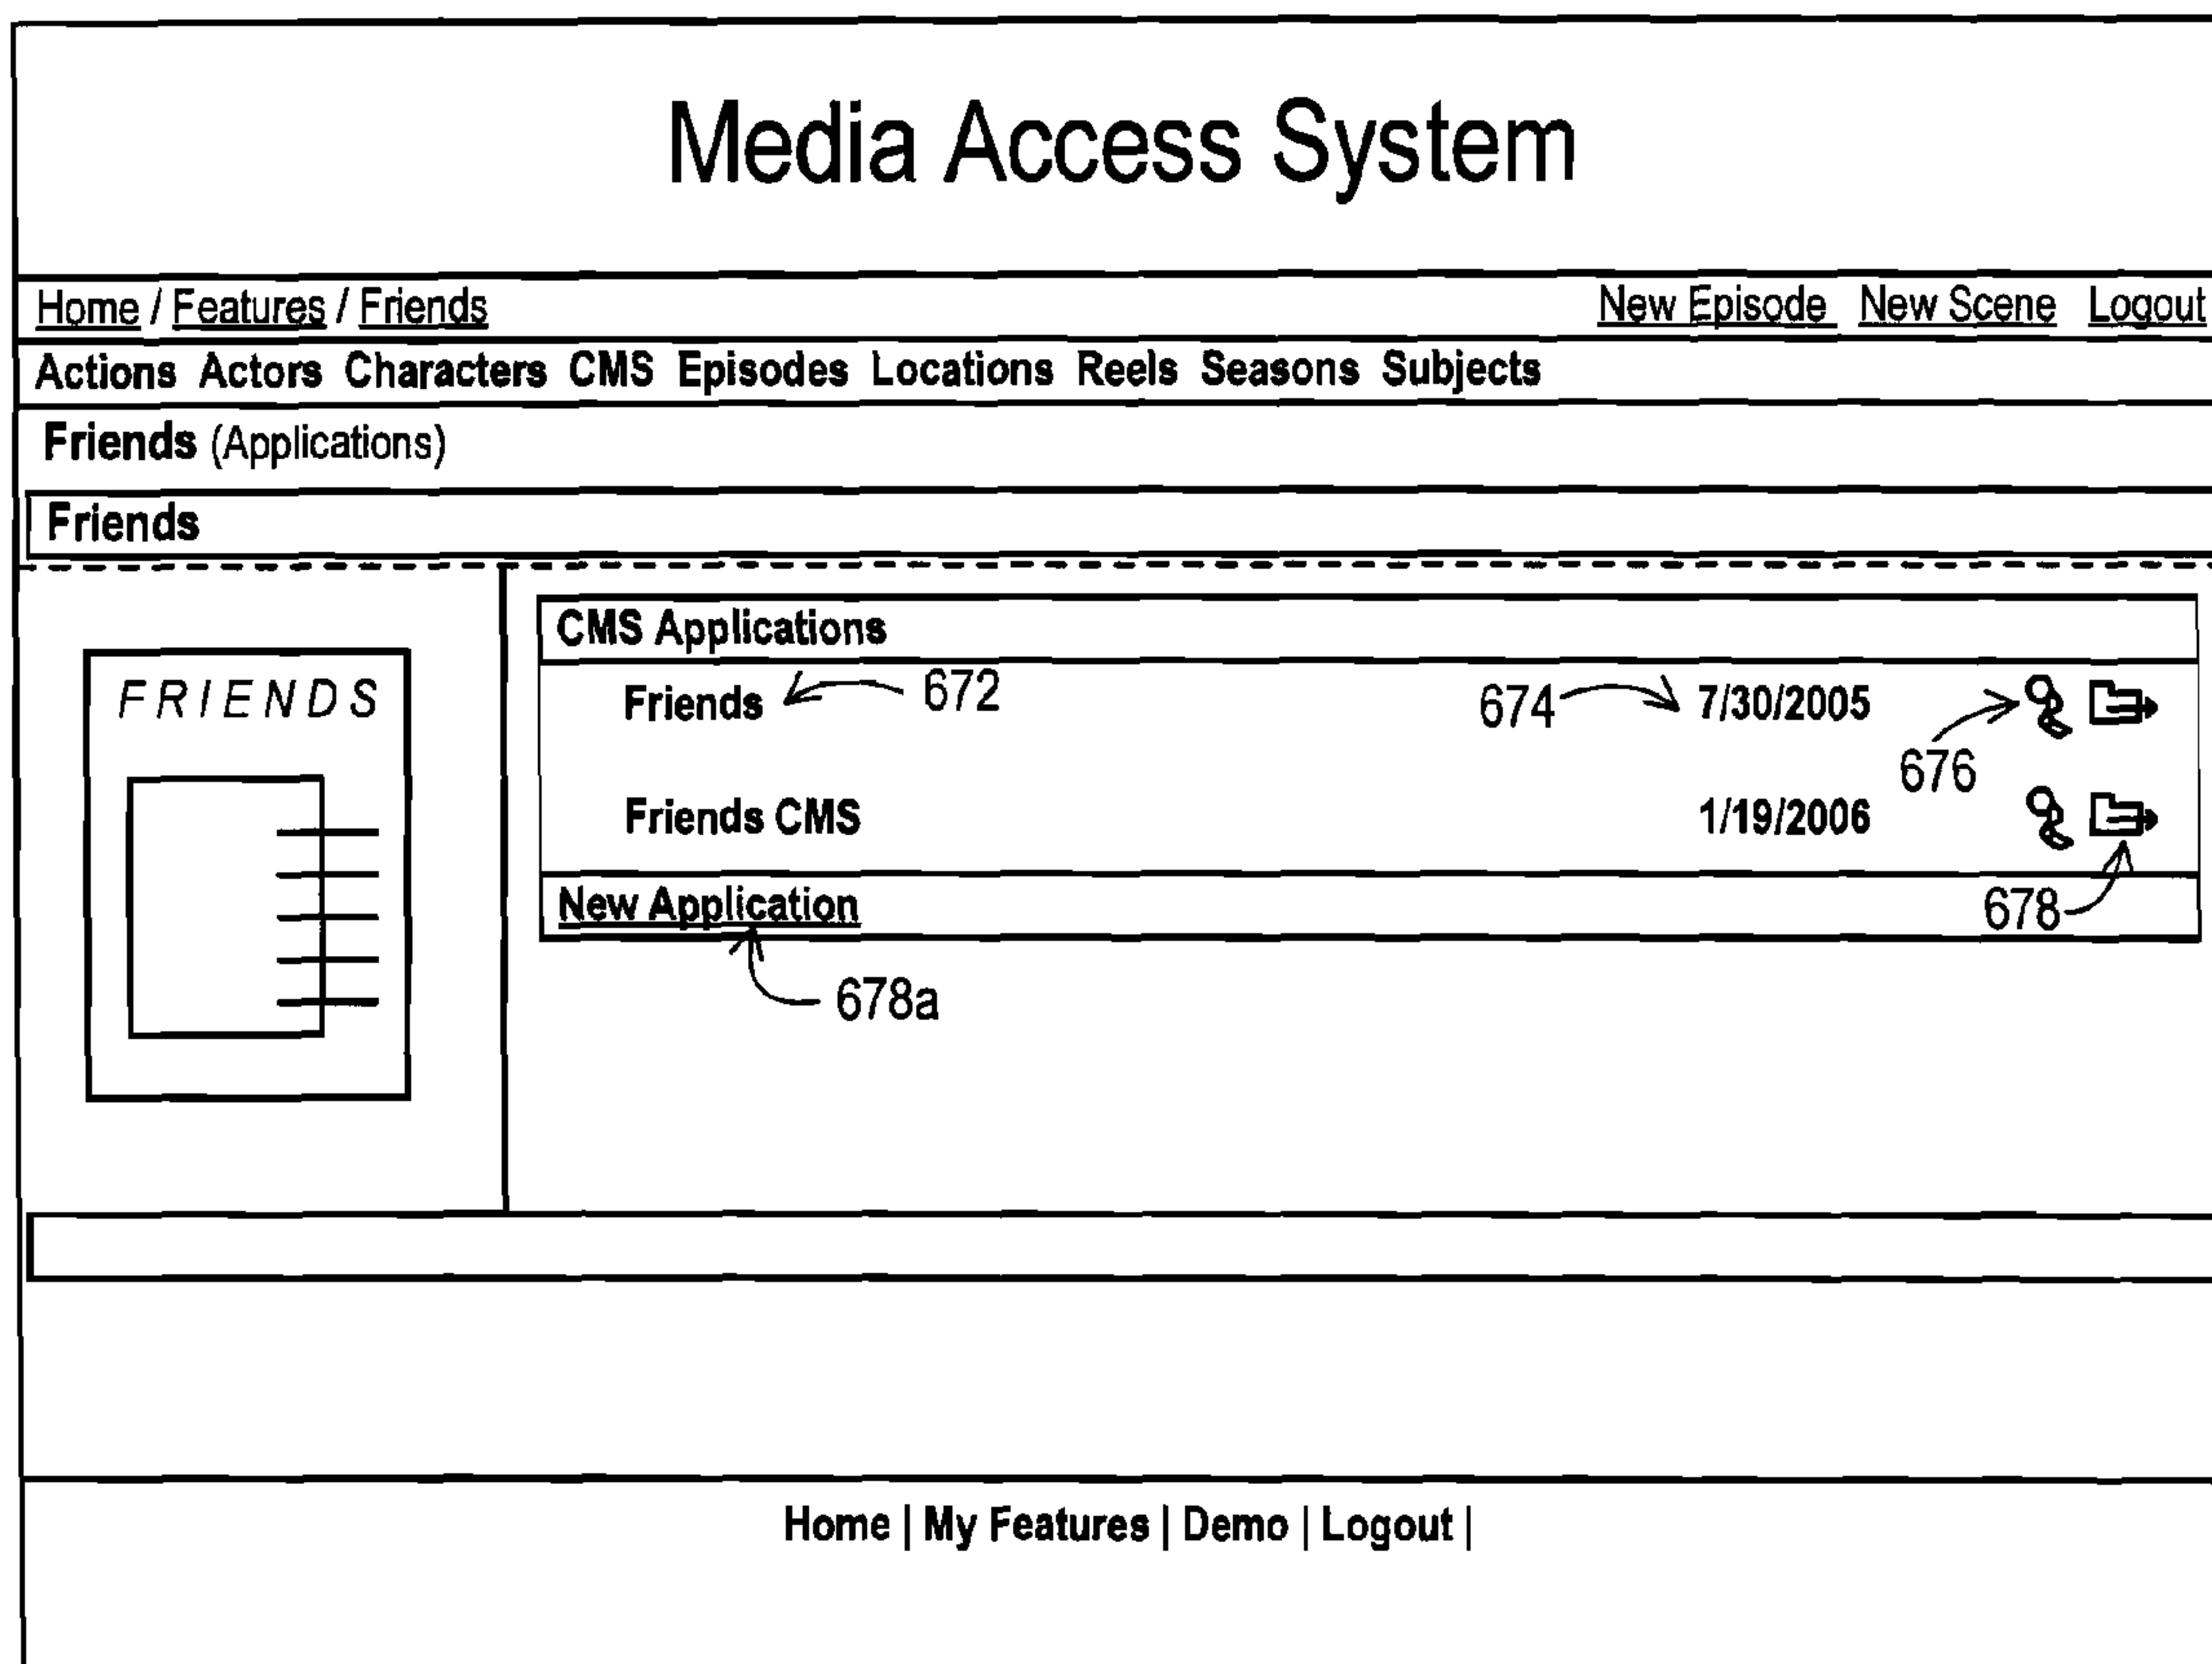 Media Access System
Home / Features / Friends New Episode New Scene Logout
Actions Actors Characters CMS Episodes Locations Reels Seasons Subjects
Friends (Applications)
Friends
FRIENDS
CMS Applications
Friends 672 674 7/30/2005
676
Friends CMS 1/19/2006
New Application 678
678a
Home | My Features | Demo | Logout |